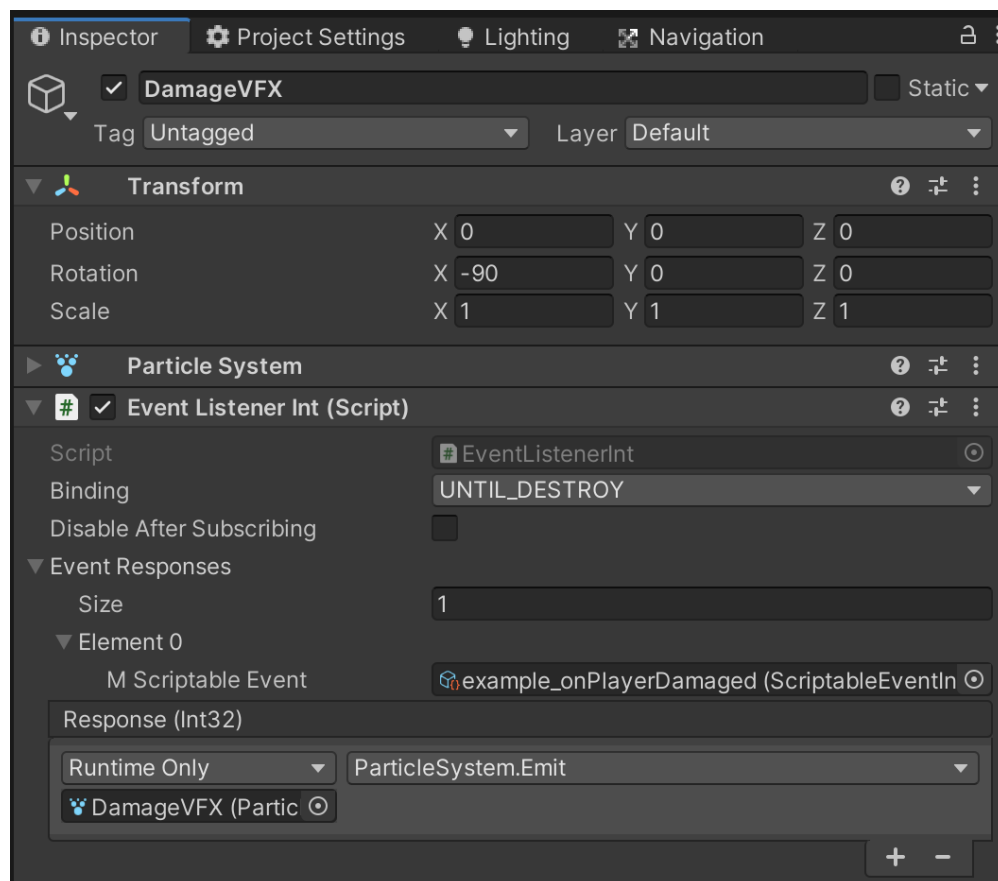 Inspector Project Settings Lighting Navigation
DamageVFX Static
Tag Untagged Layer Default
Transform
Position X 0 Y 0 Z 0
Rotation X -90 Y 0 Z 0
Scale X 1 Y 1 Z 1
Particle System
# Event Listener Int (Script)
Script # EventListenerInt
Binding UNTIL_DESTROY
Disable After Subscribing
Event Responses
Size 1
Element 0
M Scriptable Event example_onPlayerDamaged (ScriptableEventIn
Response (Int32)
Runtime Only ParticleSystem.Emit
DamageVFX (Partic
+ −